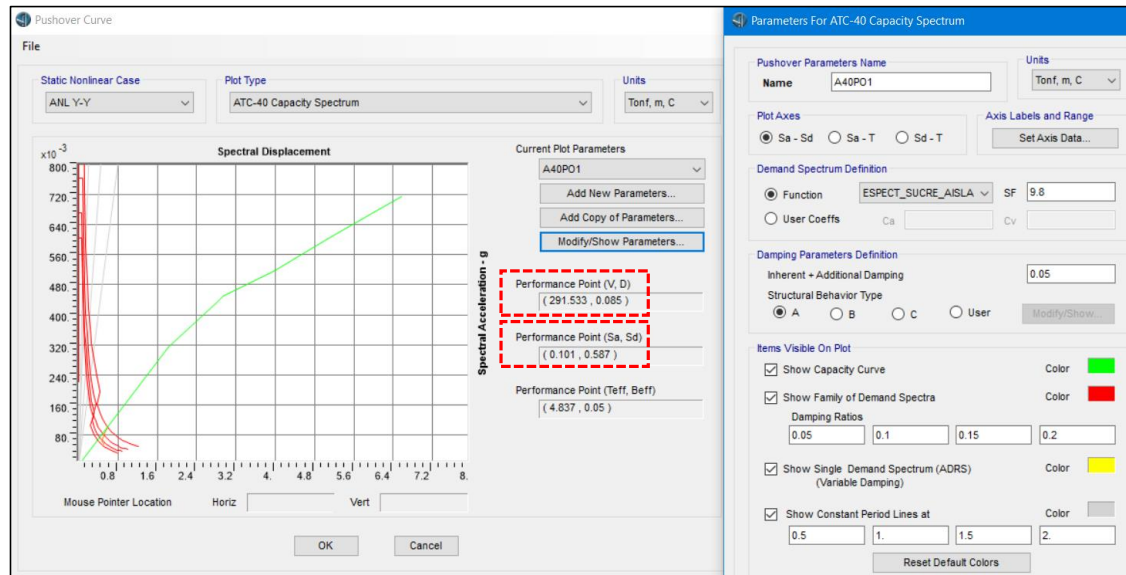 Pushover Curve
File
Static Nonlinear Case
ANL Y-Y
Plot Type
ATC-40 Capacity Spectrum
Units
Tonf, m, C
x10 -3
Spectral Displacement
800.
720.
640.
560.
480.
400.
320.
240.
160.
80.
0.8 1.6 2.4 3.2 4. 4.8 5.6 6.4 7.2 8.
Spectral Acceleration - g
Mouse Pointer Location Horiz Vert
Current Plot Parameters
A40PO1
Add New Parameters...
Add Copy of Parameters...
Modify/Show Parameters...
Performance Point (V, D)
( 291.533 , 0.085 )
Performance Point (Sa, Sd)
( 0.101 , 0.587 )
Performance Point (Teff, Beff)
( 4.837 , 0.05 )
OK Cancel
Parameters For ATC-40 Capacity Spectrum
Pushover Parameters Name
Name A40PO1
Units
Tonf, m, C
Plot Axes
Sa - Sd Sa - T Sd - T
Axis Labels and Range
Set Axis Data...
Demand Spectrum Definition
Function ESPECT_SUCRE_AISLA SF 9.8
User Coeffs Ca Cv
Damping Parameters Definition
Inherent + Additional Damping 0.05
Structural Behavior Type
A B C User Modify/Show...
Items Visible On Plot
Show Capacity Curve Color
Show Family of Demand Spectra Color
Damping Ratios
0.05 0.1 0.15 0.2
Show Single Demand Spectrum (ADRS) Color
(Variable Damping)
Show Constant Period Lines at Color
0.5 1. 1.5 2.
Reset Default Colors